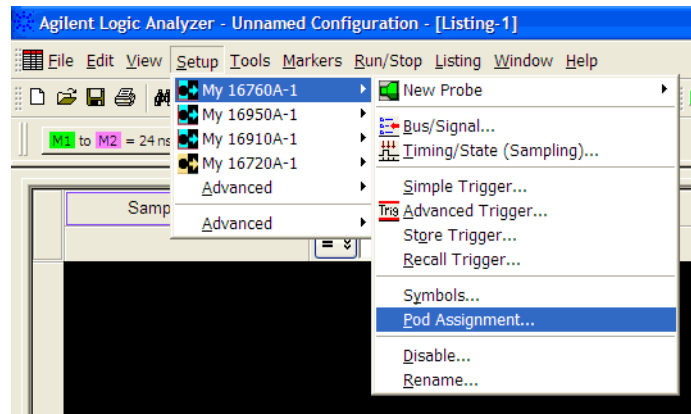 Agilent Logic Analyzer - Unnamed Configuration - [Listing-1]
File Edit View Setup Tools Markers Run/Stop Listing Window Help
M1 to M2 = 24 ns
My 16760A-1
My 16950A-1
My 16910A-1
My 16720A-1
Advanced
Advanced
New Probe
Bus/Signal...
Timing/State (Sampling)...
Simple Trigger...
Trig Advanced Trigger...
Store Trigger...
Recall Trigger...
Symbols...
Pod Assignment...
Disable...
Rename...
Samp
=